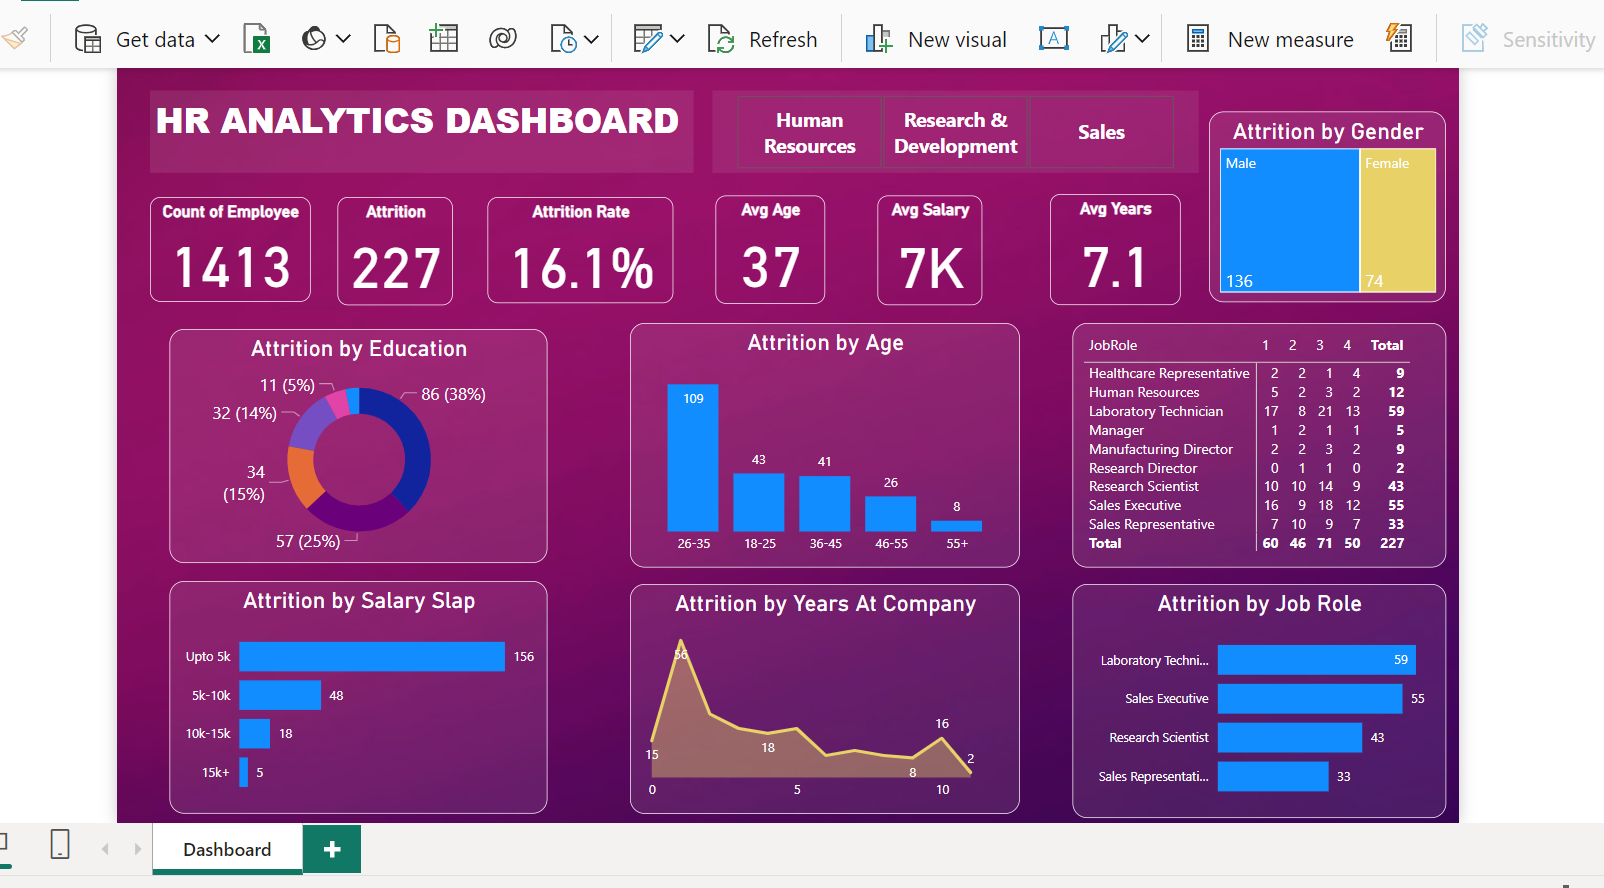 Get data
Refresh
New visual
A
New measure
Sensitivity
HR ANALYTICS DASHBOARD
Human
Resources
Research &
Development
Sales
Attrition by Gender
Male
Female
136
74
Count of Employee
1413
Attrition
227
Attrition Rate
16.1%
Avg Age
37
Avg Salary
7K
Avg Years
7.1
Attrition by Education
11 (5%)
86 (38%)
32 (14%)
34
(15%)
57 (25%)
Attrition by Age
109
43
41
26
8
26-35
18-25
36-45
46-55
55+
JobRole 1 2 3 4 Total
Healthcare Representative 2 2 1 4 9
Human Resources 5 2 3 2 12
Laboratory Technician 17 8 21 13 59
Manager 1 2 1 1 5
Manufacturing Director 2 2 3 2 9
Research Director 0 1 1 0 2
Research Scientist 10 10 14 9 43
Sales Executive 16 9 18 12 55
Sales Representative 7 10 9 7 33
Total 60 46 71 50 227
Attrition by Salary Slap
Upto 5k 156
5k-10k 48
10k-15k 18
15k+ 5
Attrition by Years At Company
56
15
18
8
16
2
0
5
10
Attrition by Job Role
Laboratory Techni... 59
Sales Executive 55
Research Scientist 43
Sales Representati... 33
Dashboard